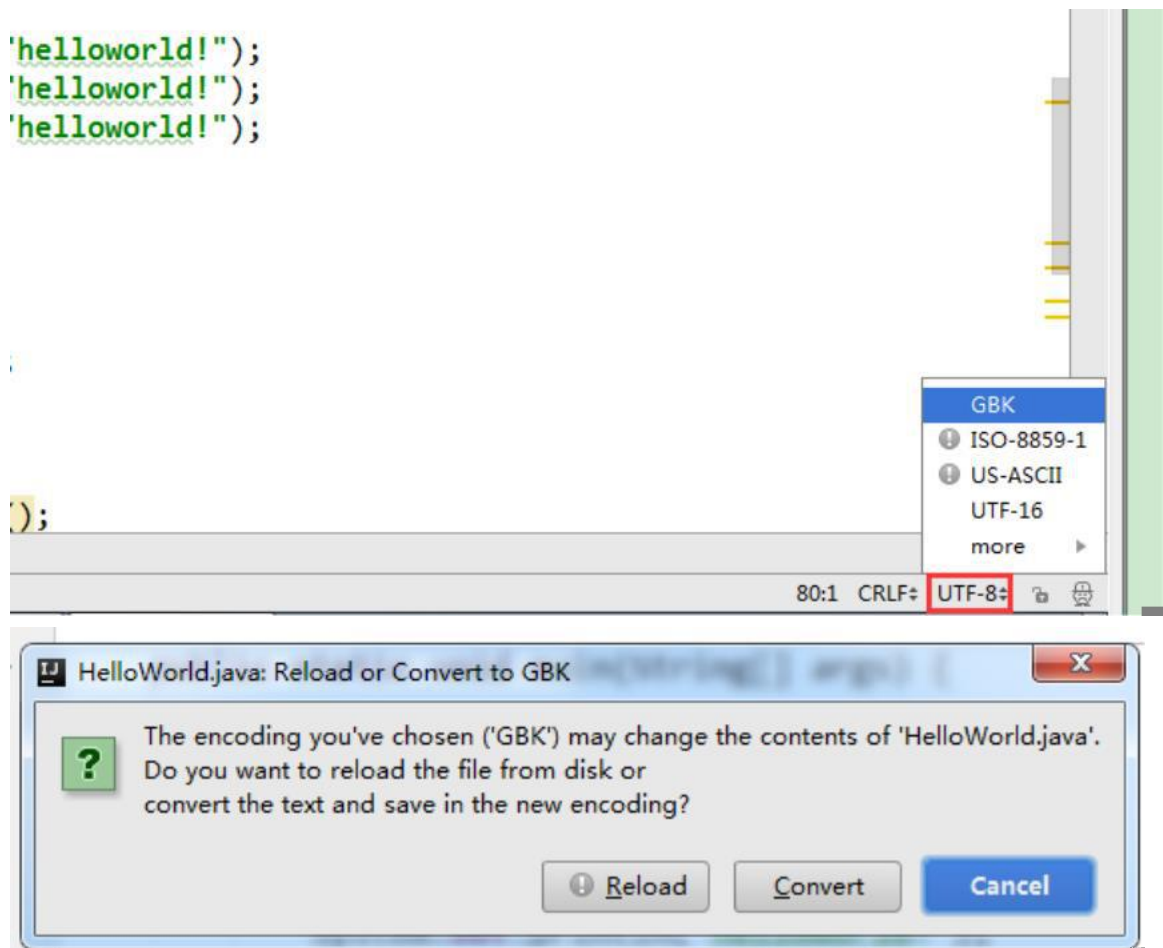 'helloworld!");
'helloworld!");
'helloworld!");
GBK
ISO-8859-1
US-ASCII
UTF-16
);
more
80:1 CRLF UTF-8
HelloWorld.java: Reload or Convert to GBK
The encoding you've chosen ('GBK') may change the contents of 'HelloWorld.java'.
Do you want to reload the file from disk or
convert the text and save in the new encoding?
Reload Convert Cancel